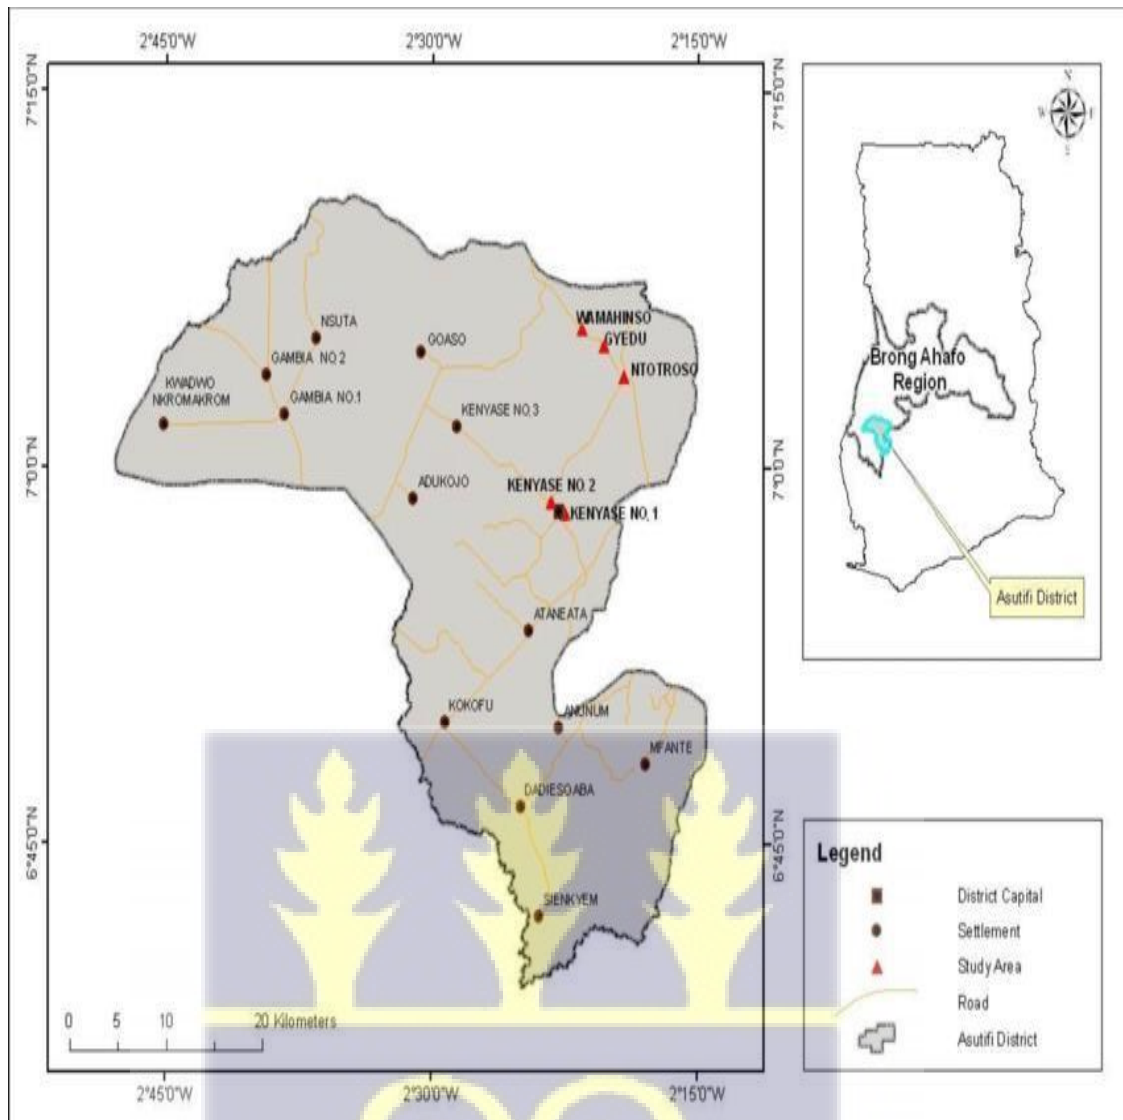 2°45'0"W 2°30'0"W 2°15'0"W
7°15'0"N 7°15'0"N
N
W E
S
WAMAHINSO
NSUTA
GYEDU
GOASO
Brong Ahafo
Region
GAMBIA NO.2
NTOTROSO
KWADWO
NKROMAKROM
GAMBIA NO.1
KENYASE NO.3
7°0'0"N 7°0'0"N
ADUKOJO
KENYASE NO. 2
KENYASE NO. 1
Asutifi District
ATANEATA
KOKOFU
ANUNUM
MFANTE
DADIESOABA
6°45'0"N 6°45'0"N
SIENKYEM
Legend
District Capital
Settlement
Study Area
Road
Asutifi District
0 5 10 20 Kilometers
2°45'0"W 2°30'0"W 2°15'0"W